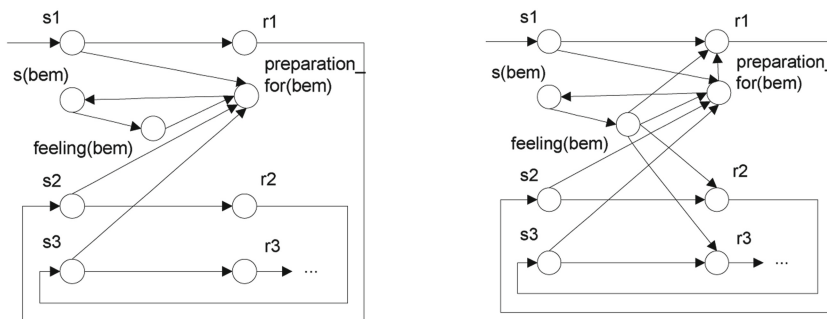 s1
r1
preparation_
for(bem)
s(bem)
feeling(bem)
s2
r2
s3
r3
...
s1
r1
preparation_
for(bem)
s(bem)
feeling(bem)
s2
r2
s3
r3
...